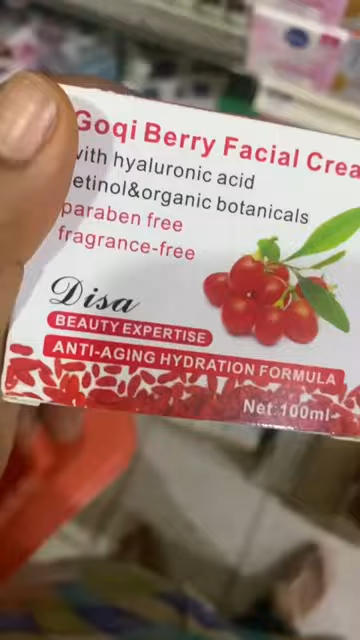 Goqi Berry Facial Crea
with hyaluronic acid
etinol&organic botanicals
paraben free
fragrance-free
Disa
BEAUTY EXPERTISE
ANTI-AGING HYDRATION FORMULA
Net:100ml